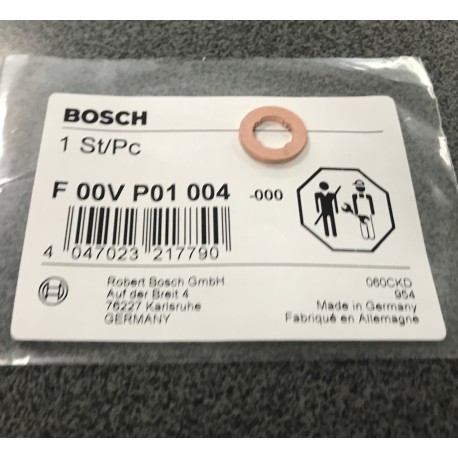 BOSCH
1 St/Pc
F 00V P01 004 -000
4 047023 217790
Robert Bosch GmbH
Auf der Breit 4
76227 Karlsruhe
GERMANY
060CKD
954
Made in Germany
Fabriqué en Allemagne